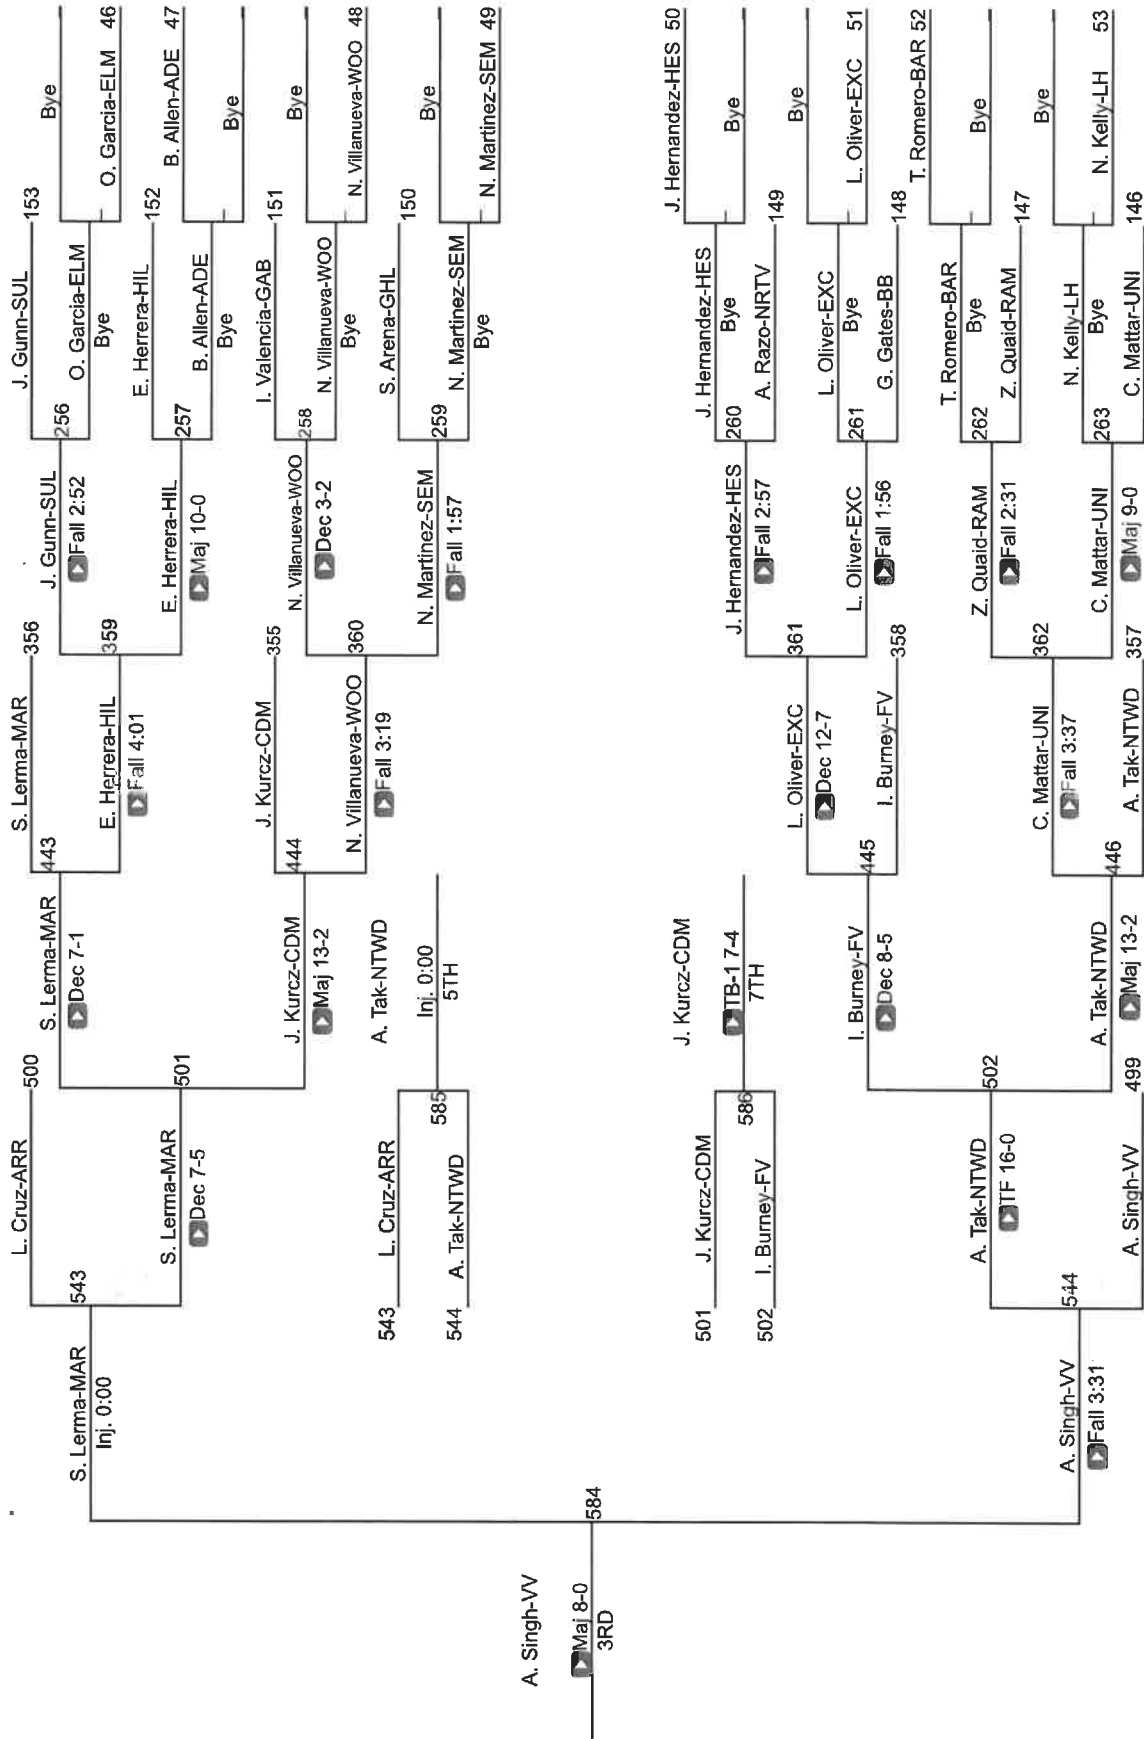 A. Singh-VV
Maj 8-0
3RD
584
S. Lerma-MAR
Inj. 0:00
A. Singh-VV
Fall 3:31
543
544
L. Cruz-ARR 500
S. Lerma-MAR
Dec 7-5
501
543 L. Cruz-ARR
544 A. Tak-NTWD
585
A. Tak-NTWD
Inj. 0:00
5TH
501 J. Kurcz-CDM
502 I. Burney-FV
586
J. Kurcz-CDM
TB-1 7-4
7TH
A. Tak-NTWD
TF 16-0
502
A. Singh-VV 499
S. Lerma-MAR
Dec 7-1
443
J. Kurcz-CDM
Maj 13-2
444
I. Burney-FV
Dec 8-5
445
A. Tak-NTWD
Maj 13-2
446
S. Lerma-MAR 356
E. Herrera-HIL
Fall 4:01
359
J. Kurcz-CDM 355
N. Villanueva-WOO
Fall 3:19
360
L. Oliver-EXC
Dec 12-7
361
I. Burney-FV 358
C. Mattar-UNI
Fall 3:37
362
A. Tak-NTWD 357
J. Gunn-SUL
Fall 2:52
256
E. Herrera-HIL
Maj 10-0
257
N. Villanueva-WOO
Dec 3-2
258
N. Martinez-SEM
Fall 1:57
259
J. Hernandez-HES
Fall 2:57
260
L. Oliver-EXC
Fall 1:56
261
Z. Quaid-RAM
Fall 2:31
262
C. Mattar-UNI
Maj 9-0
263
J. Gunn-SUL 153
O. Garcia-ELM
Bye
E. Herrera-HIL 152
B. Allen-ADE
Bye
I. Valencia-GAB 151
N. Villanueva-WOO
Bye
S. Arena-GHL 150
N. Martinez-SEM
Bye
J. Hernandez-HES
Bye
A. Razo-NRTV 149
L. Oliver-EXC
Bye
G. Gates-BB 148
T. Romero-BAR
Bye
Z. Quaid-RAM 147
N. Kelly-LH
Bye
C. Mattar-UNI 146
Bye
O. Garcia-ELM 46
B. Allen-ADE 47
Bye
Bye
N. Villanueva-WOO 48
Bye
N. Martinez-SEM 49
J. Hernandez-HES 50
Bye
Bye
L. Oliver-EXC 51
T. Romero-BAR 52
Bye
Bye
N. Kelly-LH 53